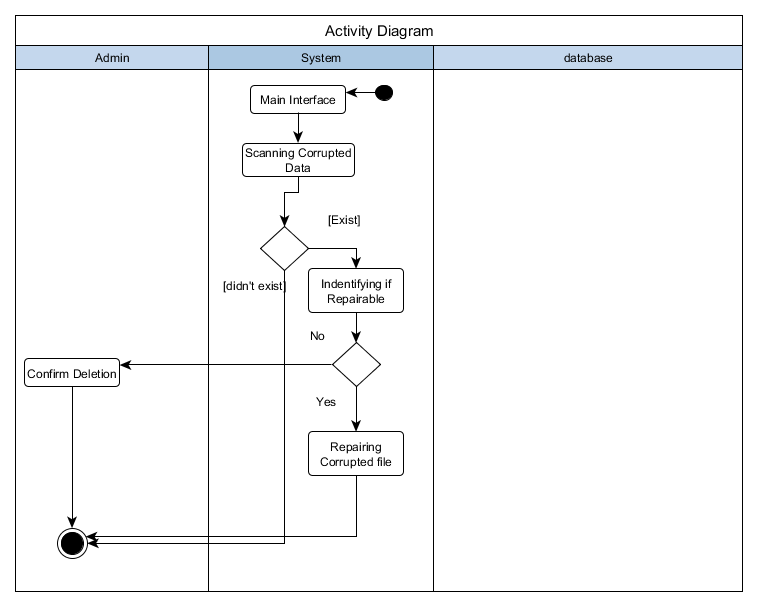 Activity Diagram
Admin
System
database
Main Interface
Scanning Corrupted
Data
[Exist]
[didn't exist]
Indentifying if
Repairable
No
Confirm Deletion
Yes
Repairing
Corrupted file